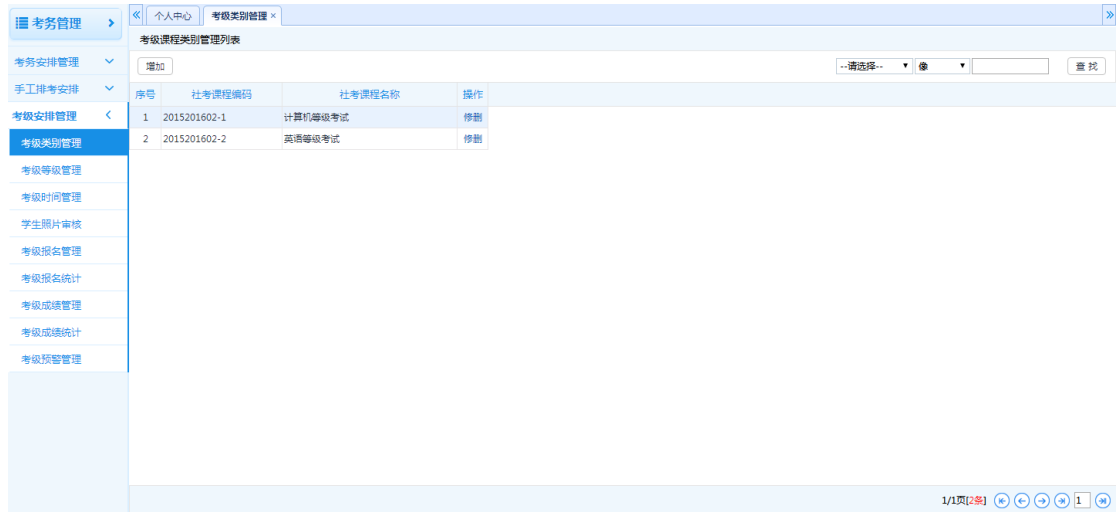 考务管理
个人中心 考级类别管理 ×
考级课程类别管理列表
增加 --请选择-- 像 查 找
考务安排管理
手工排考安排
考级安排管理
考级类别管理
考级等级管理
考级时间管理
学生照片审核
考级报名管理
考级报名统计
考级成绩管理
考级成绩统计
考级预警管理
序号 社考课程编码 社考课程名称 操作
1 2015201602-1 计算机等级考试 修删
2 2015201602-2 英语等级考试 修删
1/1页[2条] 1